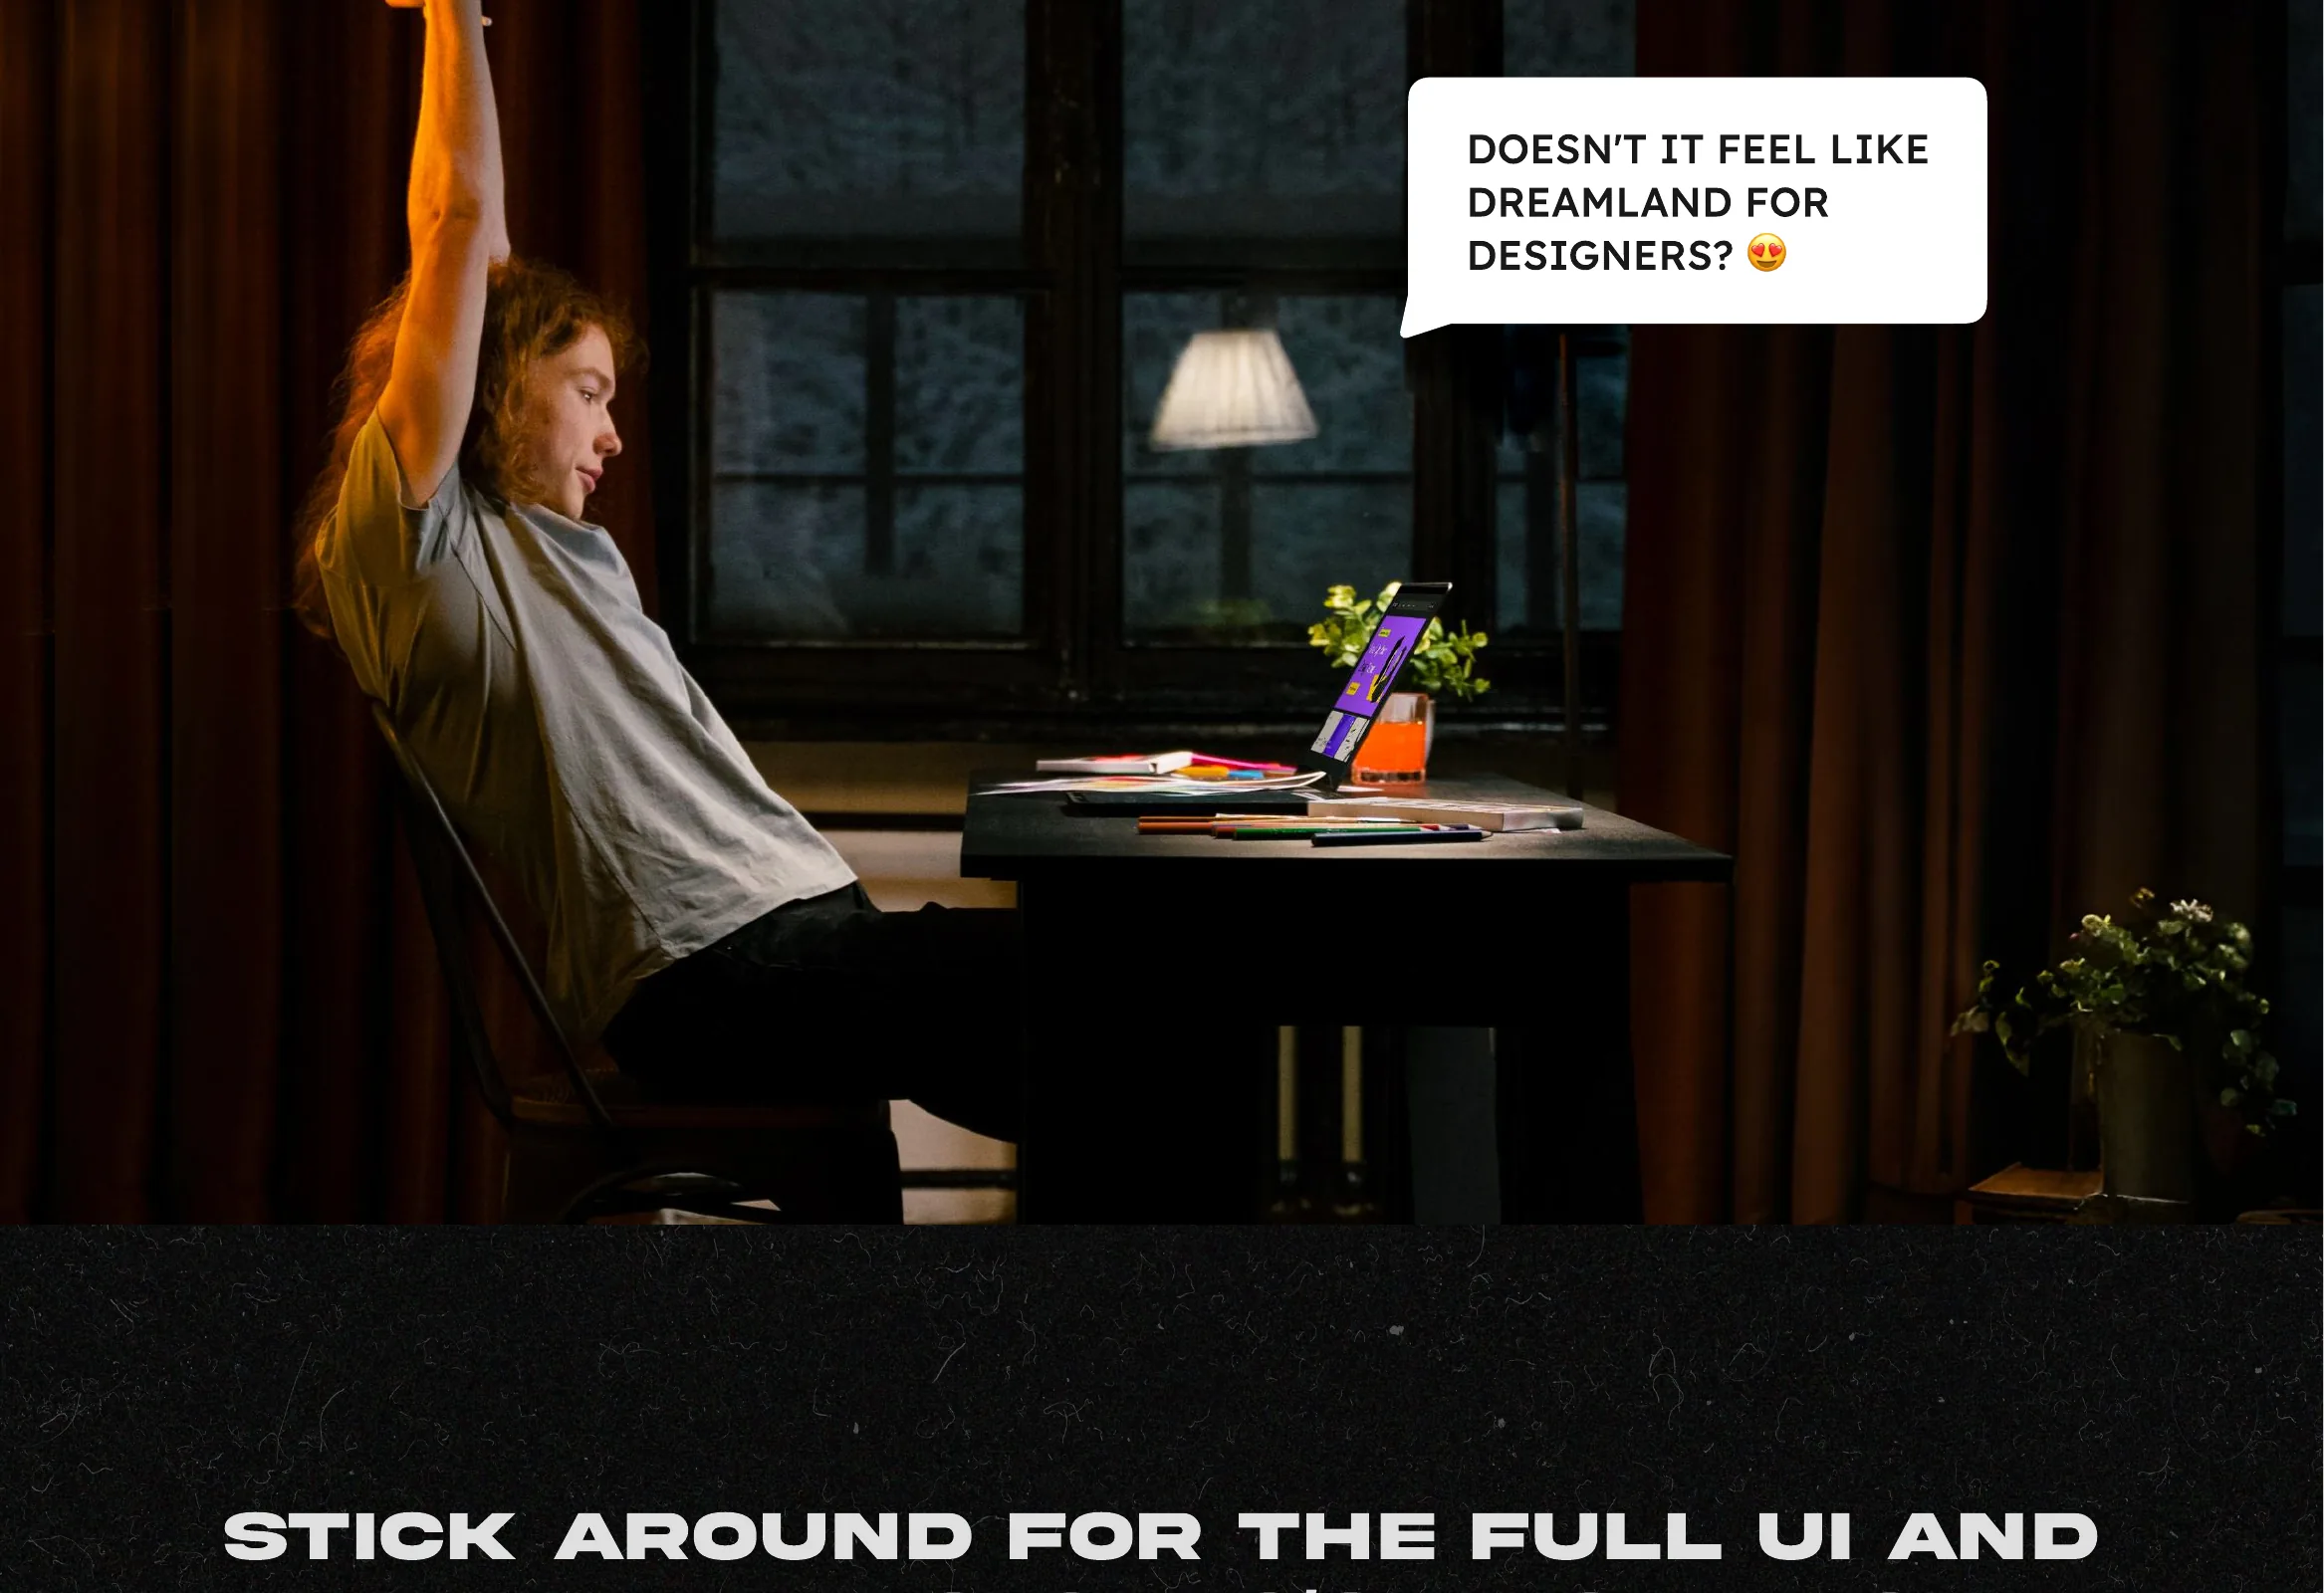 DOESN'T IT FEEL LIKE
DREAMLAND FOR
DESIGNERS? 😍
STICK AROUND FOR THE FULL UI AND